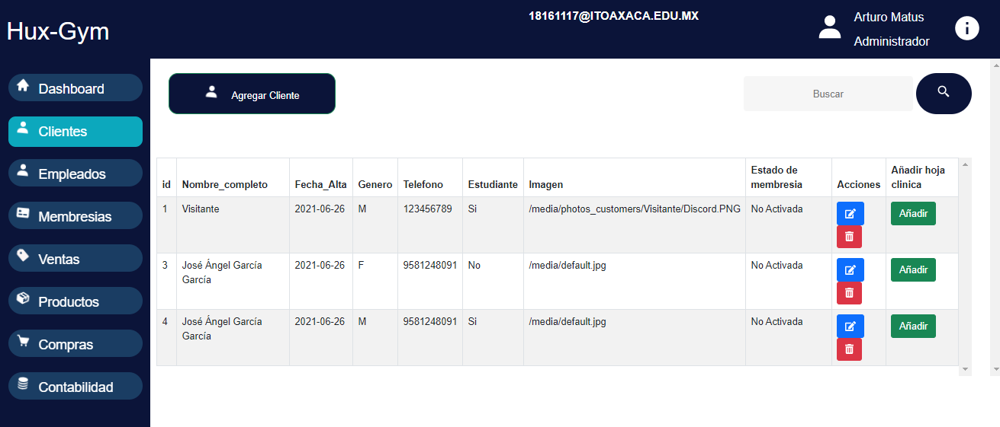 Hux-Gym
18161117@ITOAXACA.EDU.MX
Arturo Matus
Administrador
Dashboard
Clientes
Empleados
Membresias
Ventas
Productos
Compras
Contabilidad
Agregar Cliente
Buscar
id Nombre_completo Fecha_Alta Genero Telefono Estudiante Imagen Estado de membresia Acciones Añadir hoja clinica
1 Visitante 2021-06-26 M 123456789 Si /media/photos_customers/Visitante/Discord.PNG No Activada Añadir
3 José Ángel García 2021-06-26 F 9581248091 No /media/default.jpg No Activada Añadir
García
4 José Ángel García 2021-06-26 M 9581248091 Si /media/default.jpg No Activada Añadir
García